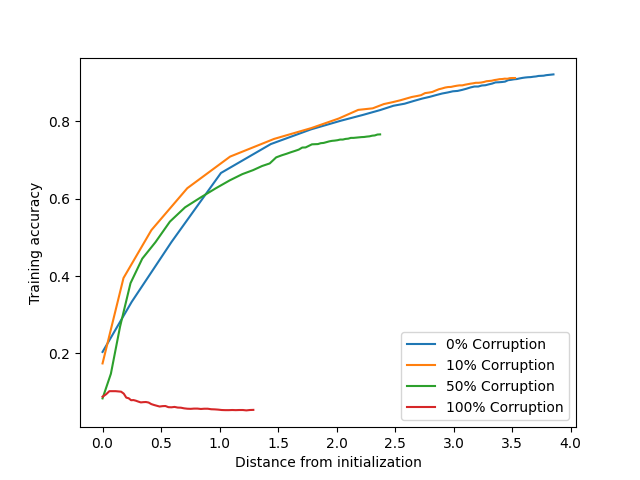 0.8
0.6
0.4
0.2
Training accuracy
0% Corruption
10% Corruption
50% Corruption
100% Corruption
0.0 0.5 1.0 1.5 2.0 2.5 3.0 3.5 4.0
Distance from initialization